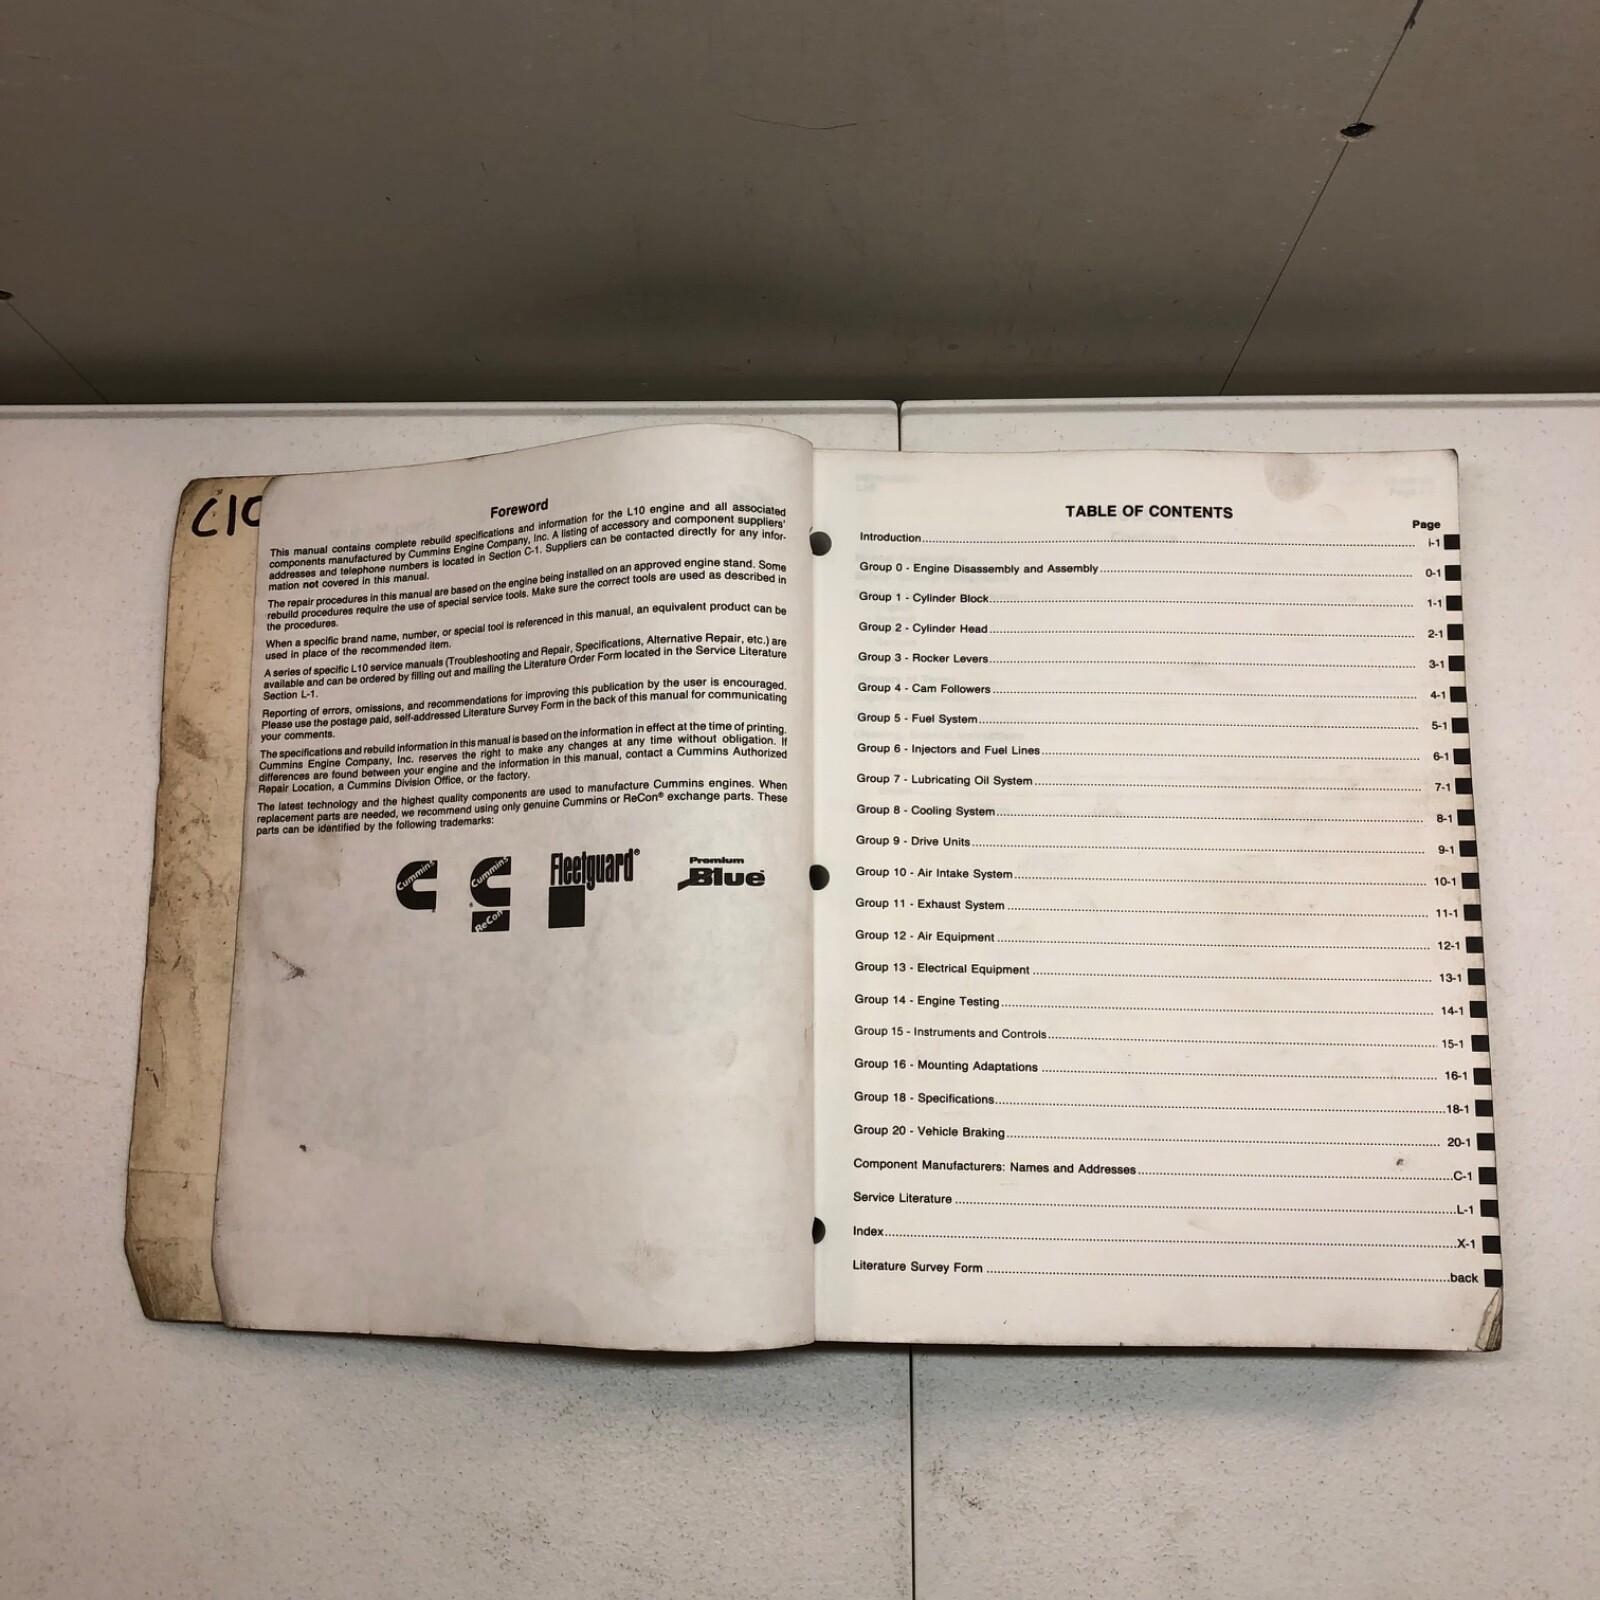 C10
Foreword
This manual contains complete rebuild specifications and information for the L10 engine and all associated
components manufactured by Cummins Engine Company, Inc. A listing of accessory and component suppliers'
addresses and telephone numbers is located in Section C-1. Suppliers can be contacted directly for any infor-
mation not covered in this manual.
The repair procedures in this manual are based on the engine being installed on an approved engine stand. Some
rebuild procedures require the use of special service tools. Make sure the correct tools are used as described in
the procedures.
When a specific brand name, number, or special tool is referenced in this manual, an equivalent product can be
used in place of the recommended item.
A series of specific L10 service manuals (Troubleshooting and Repair, Specifications, Alternative Repair, etc.) are
available and can be ordered by filling out and mailing the Literature Order Form located in the Service Literature
Section L-1.
Reporting of errors, omissions, and recommendations for improving this publication by the user is encouraged.
Please use the postage paid, self-addressed Literature Survey Form in the back of this manual for communicating
your comments.
The specifications and rebuild information in this manual is based on the information in effect at the time of printing.
Cummins Engine Company, Inc. reserves the right to make any changes at any time without obligation. If
differences are found between your engine and the information in this manual, contact a Cummins Authorized
Repair Location, a Cummins Division Office, or the factory.
The latest technology and the highest quality components are used to manufacture Cummins engines. When
replacement parts are needed, we recommend using only genuine Cummins or ReCon® exchange parts. These
parts can be identified by the following trademarks:
Cummins
Cummins
ReCon
Fleetguard®
Premium
Blue
TABLE OF CONTENTS
Page
Introduction i-1
Group 0 - Engine Disassembly and Assembly 0-1
Group 1 - Cylinder Block 1-1
Group 2 - Cylinder Head 2-1
Group 3 - Rocker Levers 3-1
Group 4 - Cam Followers 4-1
Group 5 - Fuel System 5-1
Group 6 - Injectors and Fuel Lines 6-1
Group 7 - Lubricating Oil System 7-1
Group 8 - Cooling System 8-1
Group 9 - Drive Units 9-1
Group 10 - Air Intake System 10-1
Group 11 - Exhaust System 11-1
Group 12 - Air Equipment 12-1
Group 13 - Electrical Equipment 13-1
Group 14 - Engine Testing 14-1
Group 15 - Instruments and Controls 15-1
Group 16 - Mounting Adaptations 16-1
Group 18 - Specifications 18-1
Group 20 - Vehicle Braking 20-1
Component Manufacturers: Names and Addresses C-1
Service Literature L-1
Index X-1
Literature Survey Form back